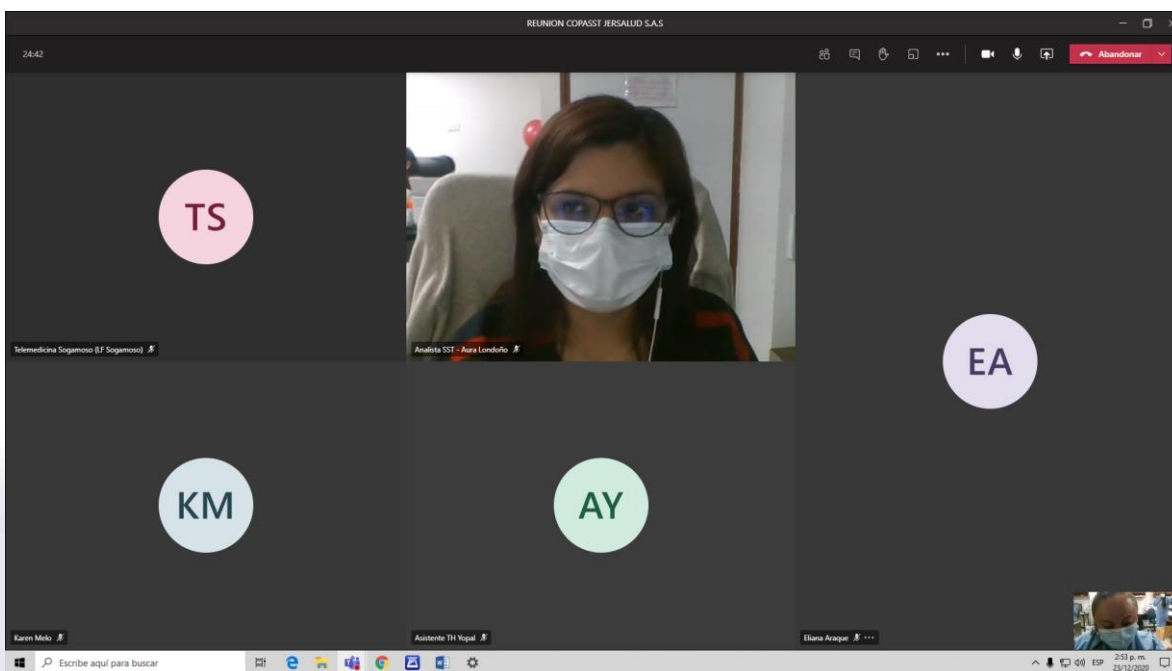 REUNION COPASST JERSALUD S.A.S
24:42
Abandonar
TS
Telemedicina Sogamoso (LF Sogamoso)
Analista SST - Aura Londoño
EA
KM
AY
Karen Melo
Asistente TH Yopal
Eliana Araque
Escribe aquí para buscar
ESP
2:53 p. m.
23/12/2020